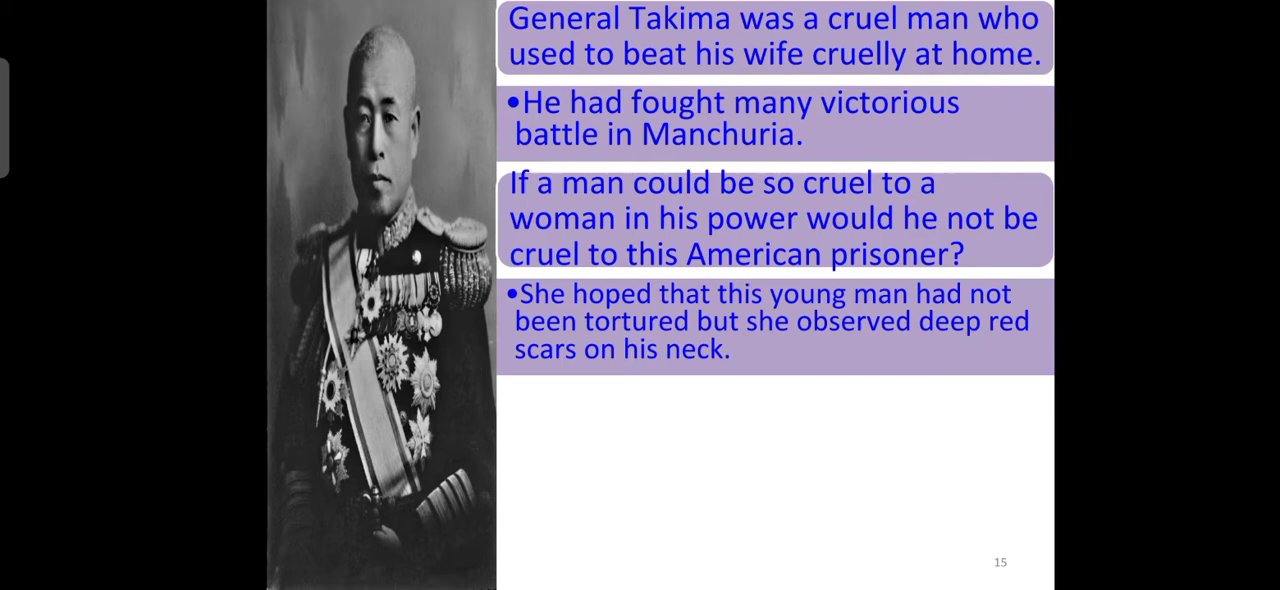 General Takima was a cruel man who
used to beat his wife cruelly at home.
•He had fought many victorious
battle in Manchuria.
If a man could be so cruel to a
woman in his power would he not be
cruel to this American prisoner?
•She hoped that this young man had not
been tortured but she observed deep red
scars on his neck.
15